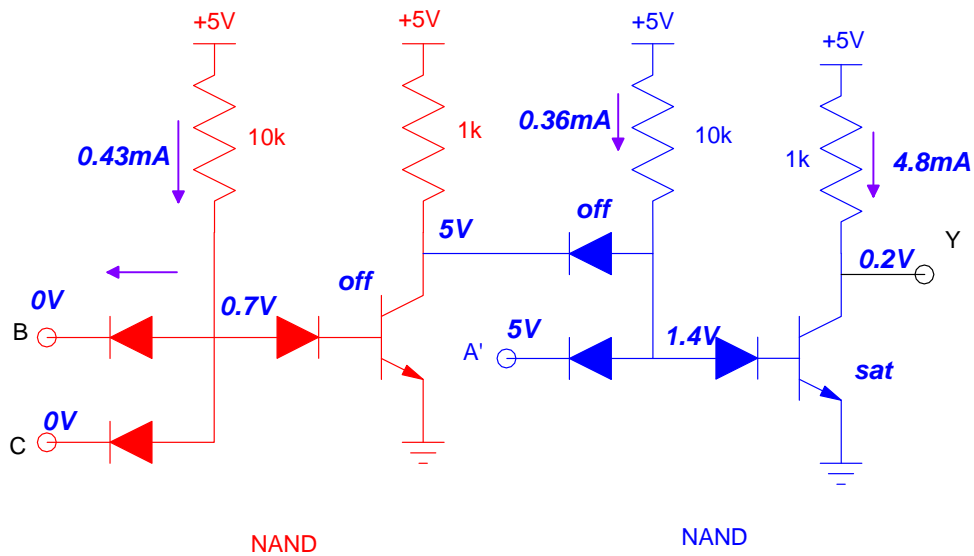 +5V
+5V
+5V
+5V
0.43mA
10k
1k
0.36mA
10k
1k
4.8mA
5V
off
Y
0.2V
0V
B
0.7V
off
5V
A'
1.4V
sat
0V
C
NAND
NAND